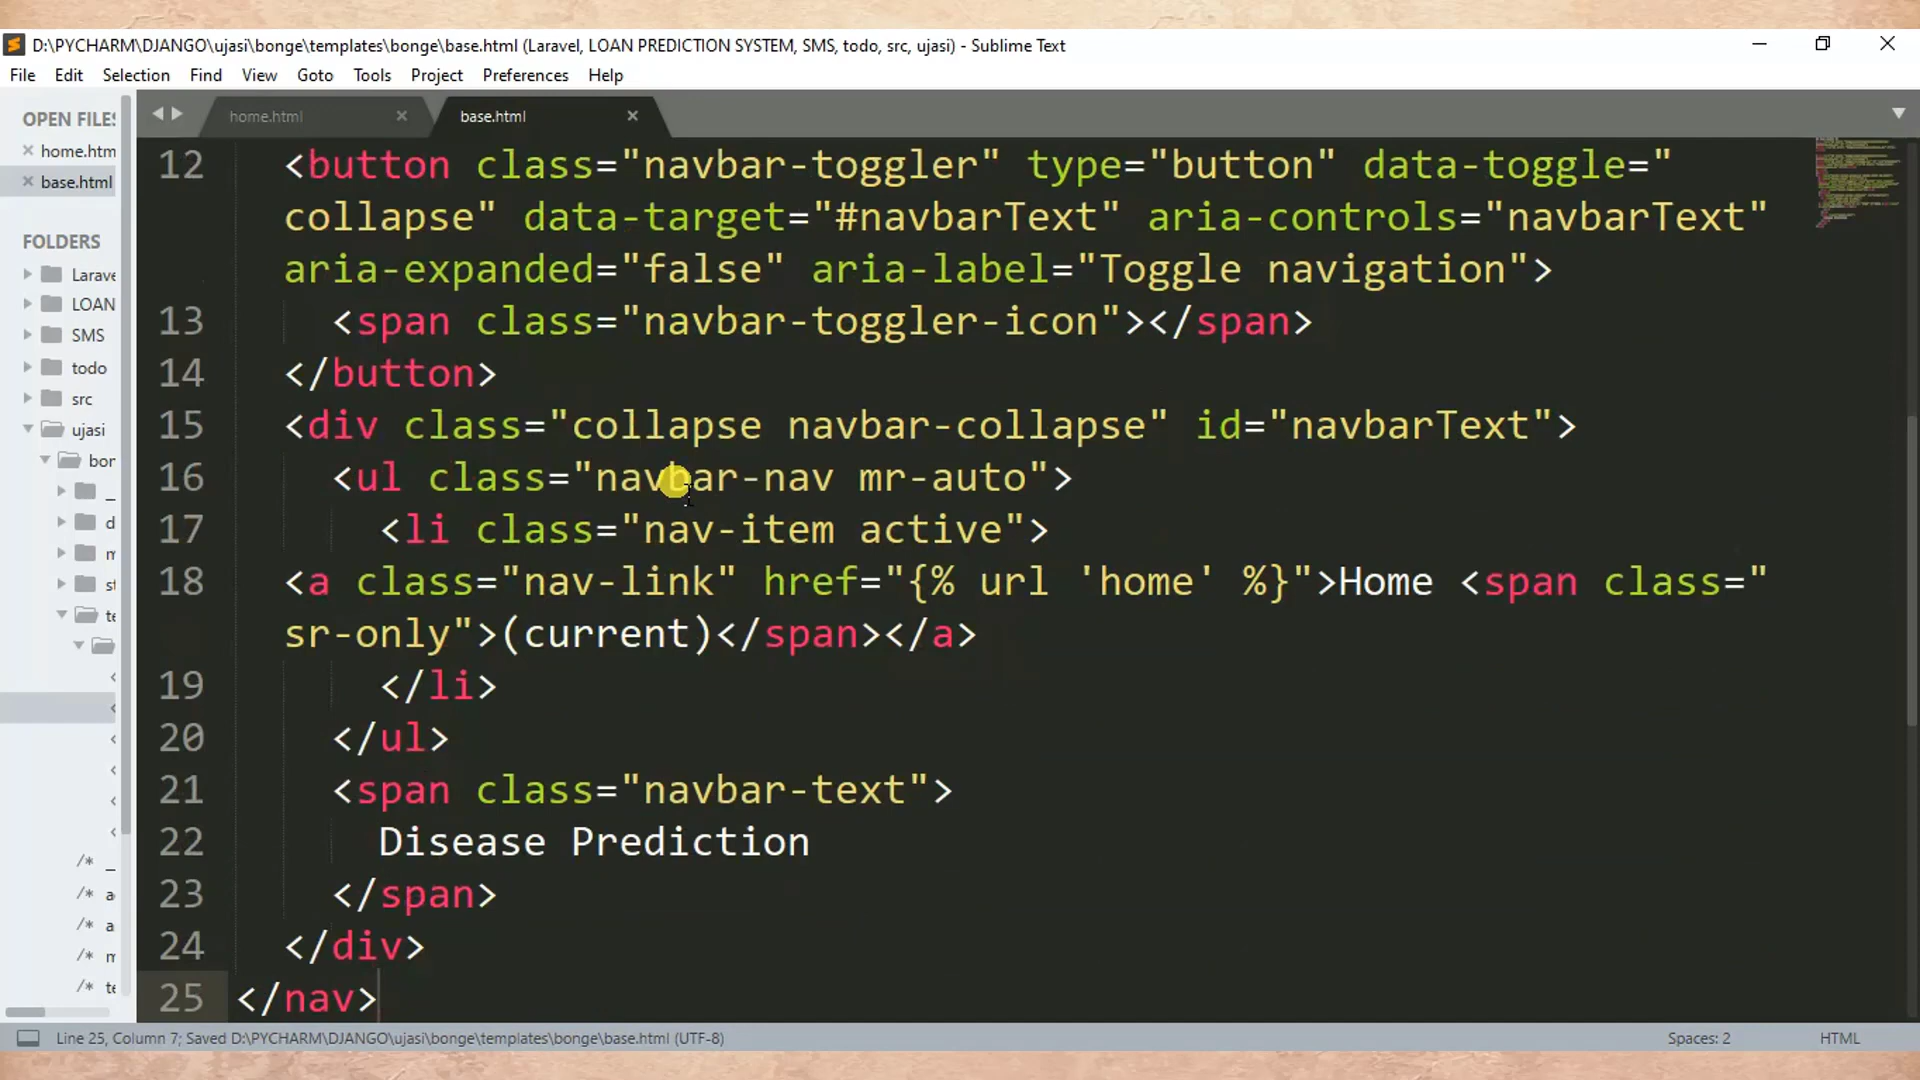 D:\PYCHARM\DJANGO\ujasi\bonge\templates\bonge\base.html (Laravel, LOAN PREDICTION SYSTEM, SMS, todo, src, ujasi) - Sublime Text
File Edit Selection Find View Goto Tools Project Preferences Help
OPEN FILES
home.htm
base.html
FOLDERS
Larave
LOAN
SMS
todo
src
ujasi
bor
_
d
m
st
te
<
<
<
<
<
<
/* _
/* a
/* a
/* m
/* te
home.html
base.html
12 <button class="navbar-toggler" type="button" data-toggle="
collapse" data-target="#navbarText" aria-controls="navbarText"
aria-expanded="false" aria-label="Toggle navigation">
13 <span class="navbar-toggler-icon"></span>
14 </button>
15 <div class="collapse navbar-collapse" id="navbarText">
16 <ul class="navbar-nav mr-auto">
17 <li class="nav-item active">
18 <a class="nav-link" href="{% url 'home' %}">Home <span class="
sr-only">(current)</span></a>
19 </li>
20 </ul>
21 <span class="navbar-text">
22 Disease Prediction
23 </span>
24 </div>
25 </nav>
Line 25, Column 7; Saved D:\PYCHARM\DJANGO\ujasi\bonge\templates\bonge\base.html (UTF-8)
Spaces: 2
HTML